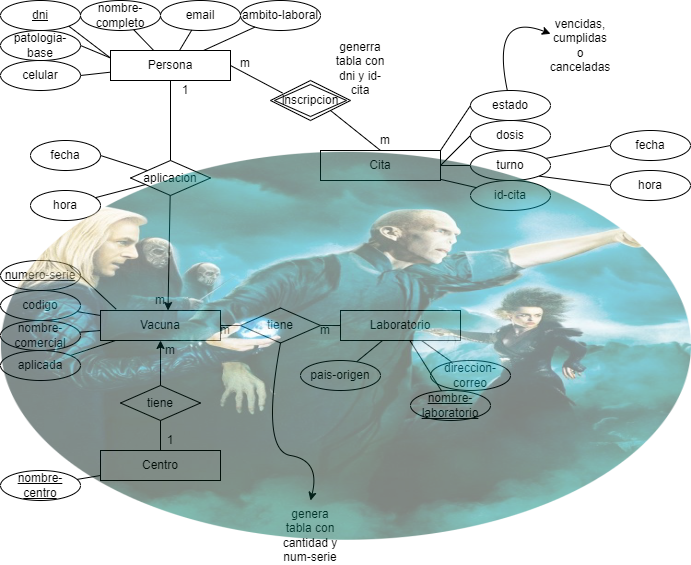 dni
nombre-
completo
email
ambito-laboral
patologia-
base
celular
Persona
m
1
generra
tabla con
dni y id-
cita
inscripcion
m
vencidas,
cumplidas
o
canceladas
estado
dosis
turno
id-cita
fecha
hora
Cita
fecha
hora
aplicacion
numero-serie
codigo
nombre-
comercial
aplicada
m
Vacuna
m
tiene
m
Laboratorio
pais-origen
direccion-
correo
nombre-
laboratorio
m
tiene
1
Centro
nombre-
centro
genera
tabla con
cantidad y
num-serie